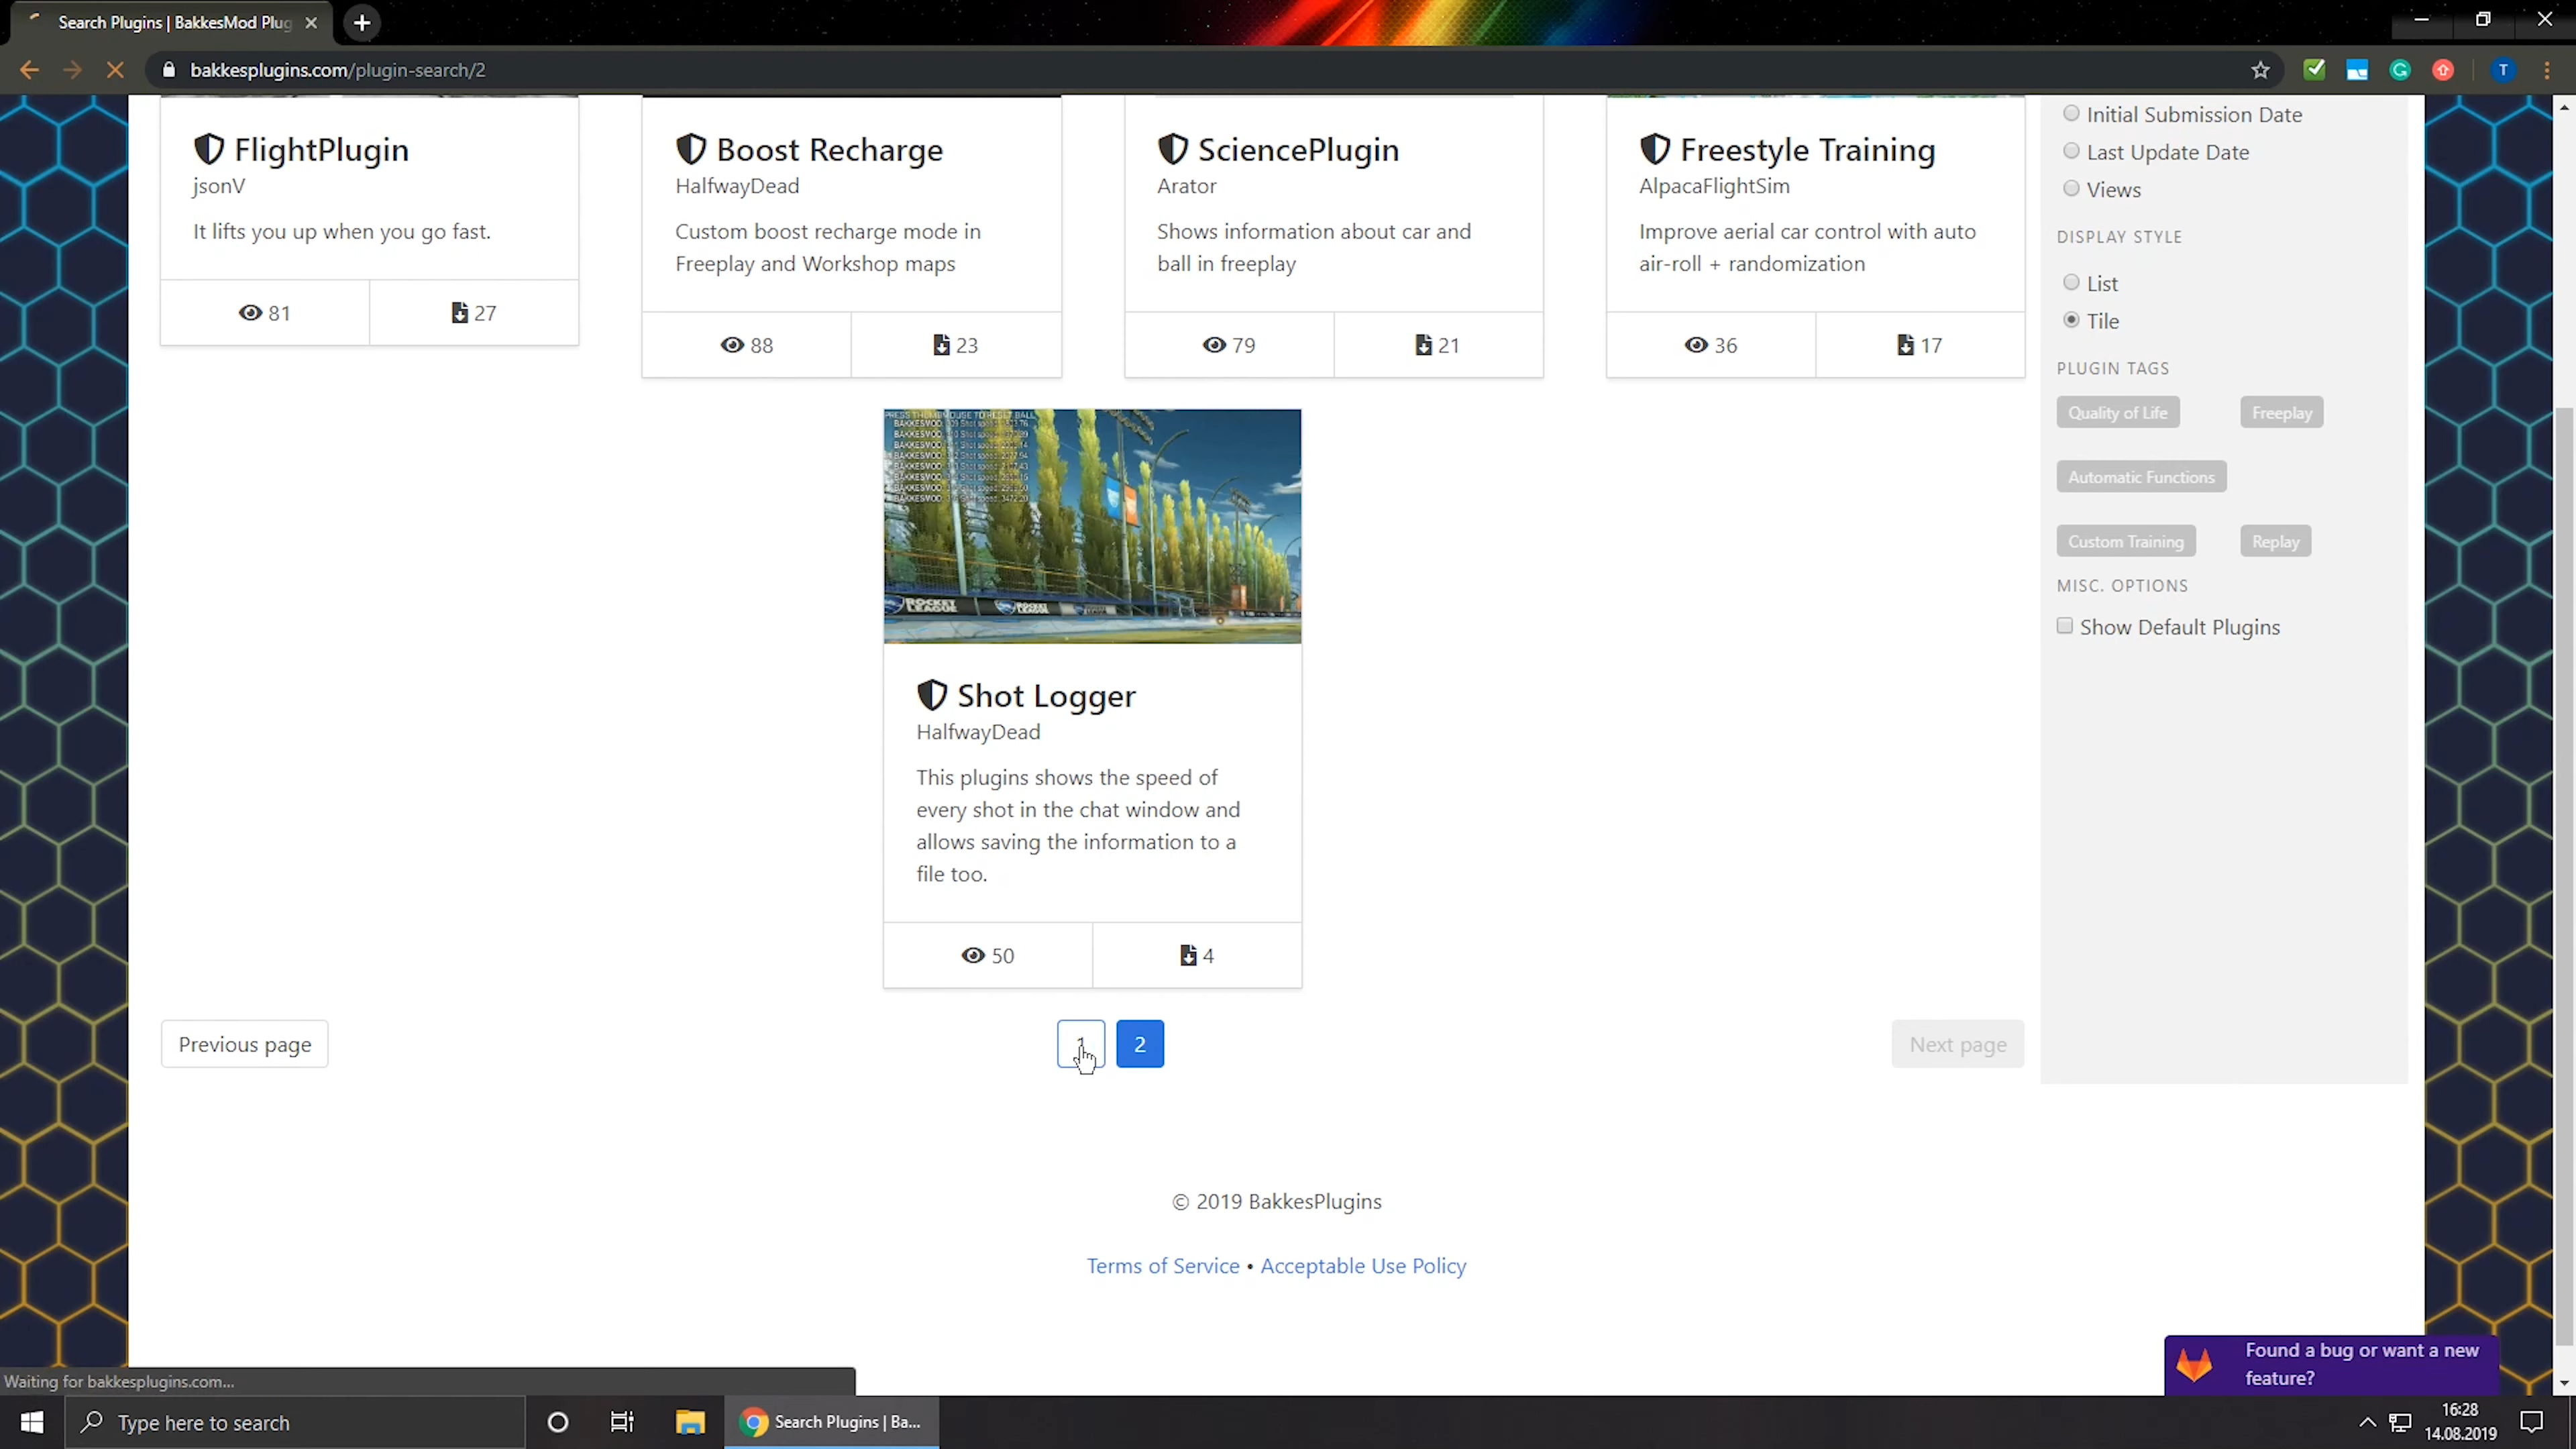 Search Plugins | BakkesMod Plug
bakkesplugins.com/plugin-search/2
FlightPlugin
jsonV
It lifts you up when you go fast.
81
27
Boost Recharge
HalfwayDead
Custom boost recharge mode in
Freeplay and Workshop maps
88
23
SciencePlugin
Arator
Shows information about car and
ball in freeplay
79
21
Freestyle Training
AlpacaFlightSim
Improve aerial car control with auto
air-roll + randomization
36
17
Initial Submission Date
Last Update Date
Views
DISPLAY STYLE
List
Tile
PLUGIN TAGS
Quality of Life
Freeplay
Automatic Functions
Custom Training
Replay
MISC. OPTIONS
Show Default Plugins
ROCKET
LEAGUE
Shot Logger
HalfwayDead
This plugins shows the speed of
every shot in the chat window and
allows saving the information to a
file too.
50
4
Previous page
1
2
Next page
© 2019 BakkesPlugins
Terms of Service • Acceptable Use Policy
Found a bug or want a new
feature?
Waiting for bakkesplugins.com...
Type here to search
Search Plugins | Ba...
16:28
14.08.2019
T